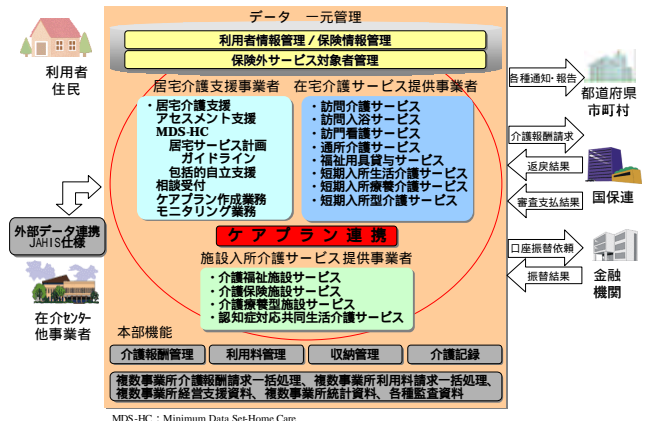 データ 一元管理
利用者情報管理 / 保険情報管理
保険外サービス対象者管理
利用者
住民
居宅介護支援事業者
・居宅介護支援
アセスメント支援
MDS-HC
居宅サービス計画
ガイドライン
包括的自立支援
相談受付
ケアプラン作成業務
モニタリング業務
在宅介護サービス提供事業者
・訪問介護サービス
・訪問入浴サービス
・訪門看護サービス
・通所介護サービス
・福祉用具貸与サービス
・短期入所生活介護サービス
・短期入所療養介護サービス
・短期入所型介護サービス
ケアプラン連携
施設入所介護サービス提供事業者
・介護福祉施設サービス
・介護保険施設サービス
・介護療養型施設サービス
・認知症対応共同生活介護サービス
外部データ連携
JAHIS仕様
在介センター
他事業者
各種通知・報告
都道府県
市町村
介護報酬請求
返戻結果
審査支払結果
国保連
口座振替依頼
振替結果
金融
機関
本部機能
介護報酬管理
利用料管理
収納管理
介護記録
複数事業所介護報酬請求一括処理、複数事業所利用料請求一括処理、
複数事業所経営支援資料、複数事業所統計資料、各種監査資料
MDS-HC：Minimum Data Set-Home Care